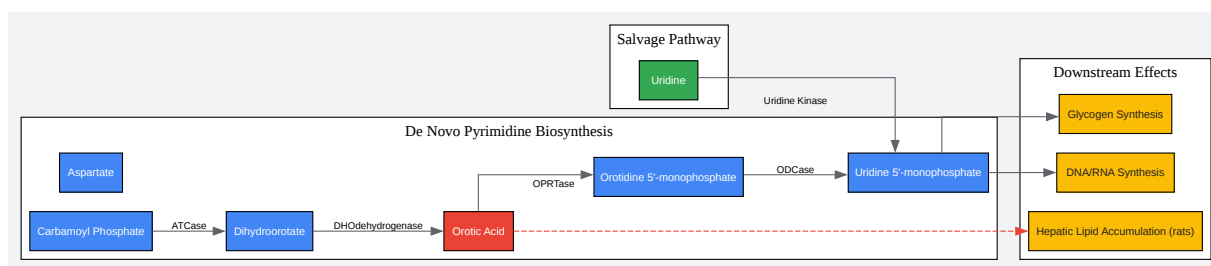 Salvage Pathway
Uridine
Uridine Kinase
Downstream Effects
Glycogen Synthesis
DNA/RNA Synthesis
Hepatic Lipid Accumulation (rats)
De Novo Pyrimidine Biosynthesis
Aspartate
Carbamoyl Phosphate
ATCase
Dihydroorotate
DHOdehydrogenase
Orotic Acid
OPRTase
Orotidine 5'-monophosphate
ODCase
Uridine 5'-monophosphate